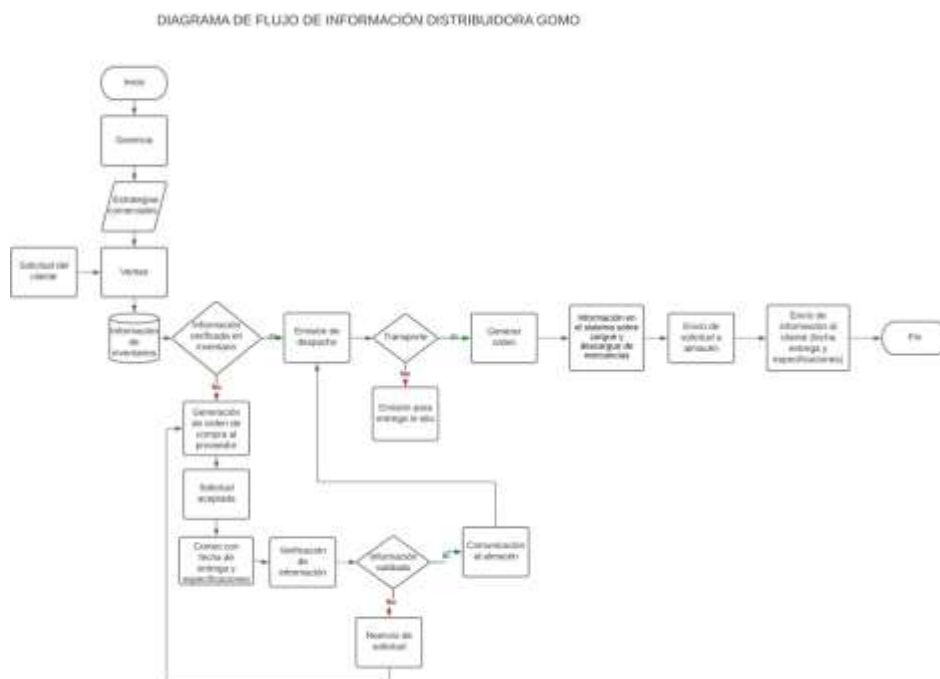 DIAGRAMA DE FLUJO DE INFORMACIÓN DISTRIBUIDORA GOMO
Inicio
Gerencia
Estrategias
comerciales
Solicitud del
cliente
Ventas
Información
de
inventarios
Información
verificada en
inventario
Si
Emisión de
despacho
Transporte
Si
Generar
orden
Información en
el sistema sobre
cargue y
descargue de
mercancías
Envío de
solicitud a
almacén
Envío de
información al
cliente (fecha
entrega y
especificaciones)
Fin
No
No
Emisión para
entrega in situ
Generación
de orden de
compra al
proveedor
Solicitud
aceptada
Correo con
fecha de
entrega y
especificaciones
Verificación
de
información
Información
validada
Comunicación
al almacén
No
Reenvío de
solicitud